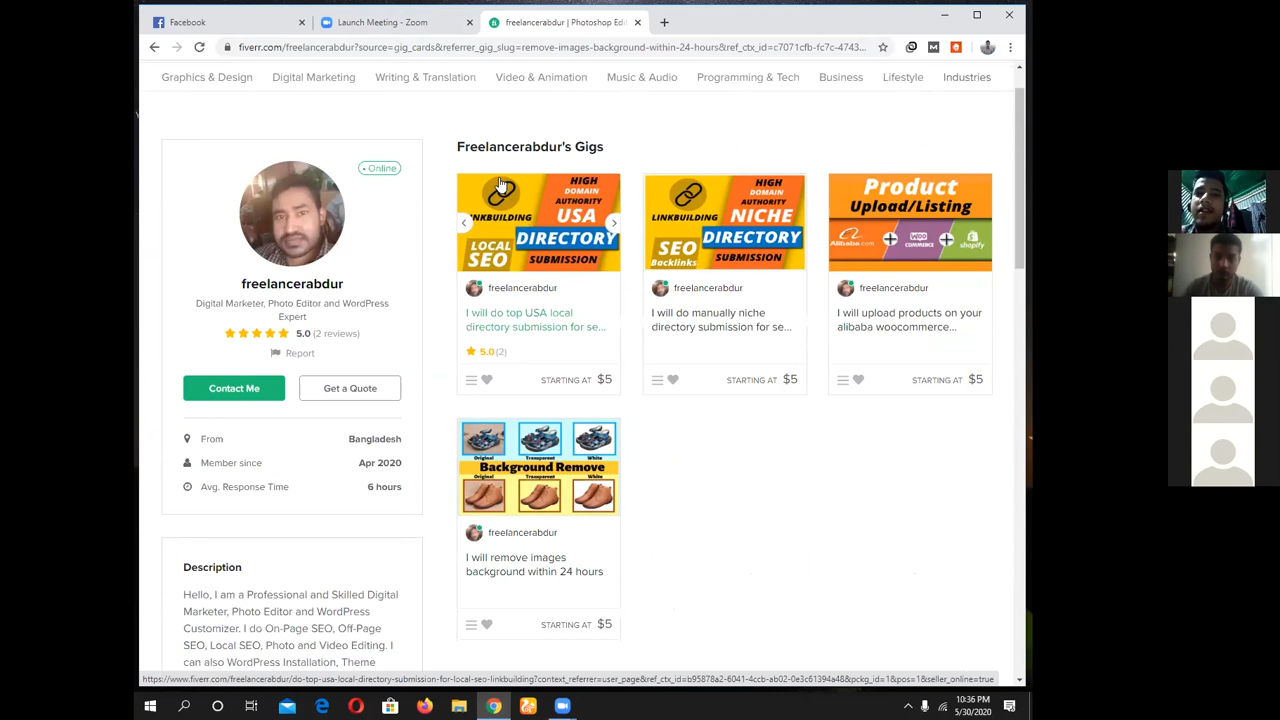 Facebook
Launch Meeting - Zoom
freelancerabdur | Photoshop Edi
fiverr.com/freelancerabdur?source=gig_cards&referrer_gig_slug=remove-images-background-within-24-hours&ref_ctx_id=c7071cfb-fc7c-4473...
Graphics & Design Digital Marketing Writing & Translation Video & Animation Music & Audio Programming & Tech Business Lifestyle Industries
• Online
freelancerabdur
Digital Marketer, Photo Editor and WordPress
Expert
5.0 (2 reviews)
Report
Contact Me
Get a Quote
From Bangladesh
Member since Apr 2020
Avg. Response Time 6 hours
Description
Hello, I am a Professional and Skilled Digital
Marketer, Photo Editor and WordPress
Customizer. I do On-Page SEO, Off-Page
SEO, Local SEO, Photo and Video Editing. I
can also WordPress Installation, Theme
Freelancerabdur's Gigs
HIGH
DOMAIN
AUTHORITY
LINKBUILDING
USA
DIRECTORY
LOCAL
SEO
SUBMISSION
freelancerabdur
I will do top USA local
directory submission for se...
5.0 (2)
STARTING AT $5
HIGH
DOMAIN
AUTHORITY
LINKBUILDING
NICHE
DIRECTORY
SEO
Backlinks
SUBMISSION
freelancerabdur
I will do manually niche
directory submission for se...
STARTING AT $5
Product
Upload/Listing
Alibaba.com
WOO
COMMERCE
shopify
freelancerabdur
I will upload products on your
alibaba woocommerce...
STARTING AT $5
Original Transparent White
Background Remove
Original Transparent White
freelancerabdur
I will remove images
background within 24 hours
STARTING AT $5
https://www.fiverr.com/freelancerabdur/do-top-usa-local-directory-submission-for-local-seo-linkbuilding?context_referrer=user_page&ref_ctx_id=b95878a2-6041-4ccb-ab02-0e3c61394a48&pckg_id=1&pos=1&seller_online=true
10:36 PM
5/30/2020